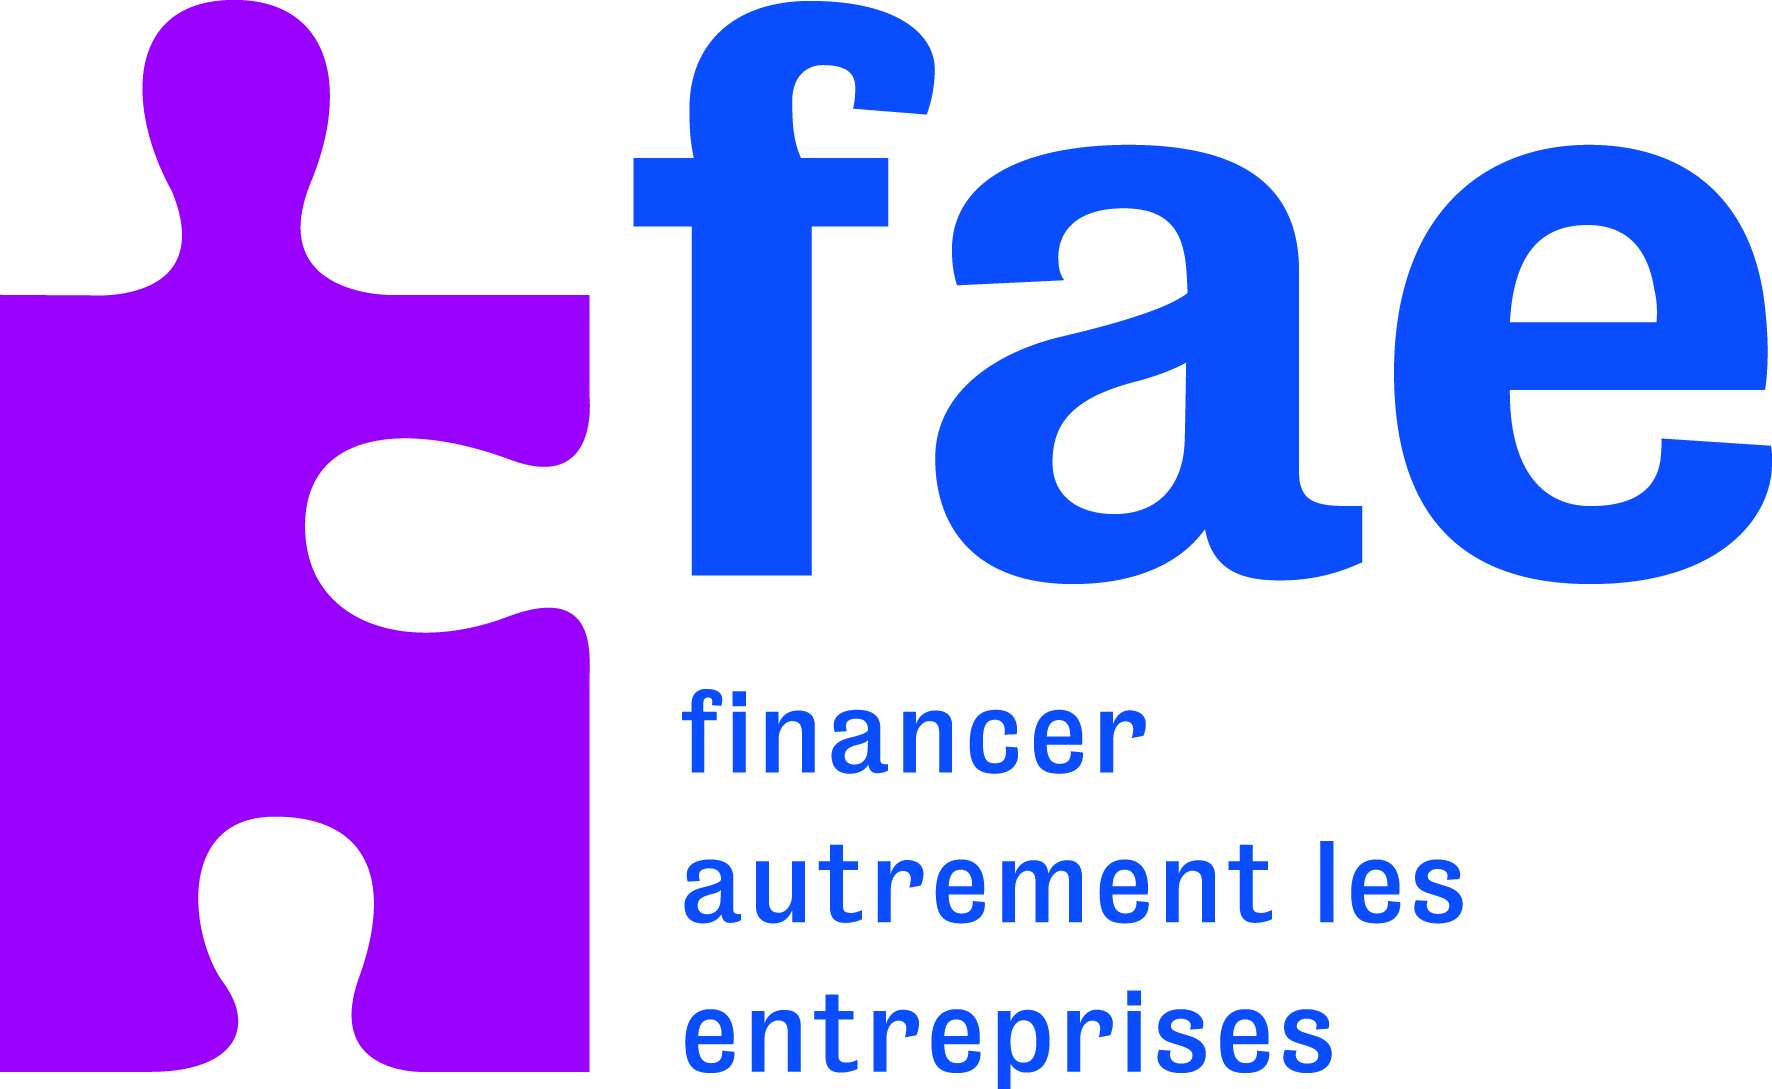 fae
financer
autrement les
entreprises